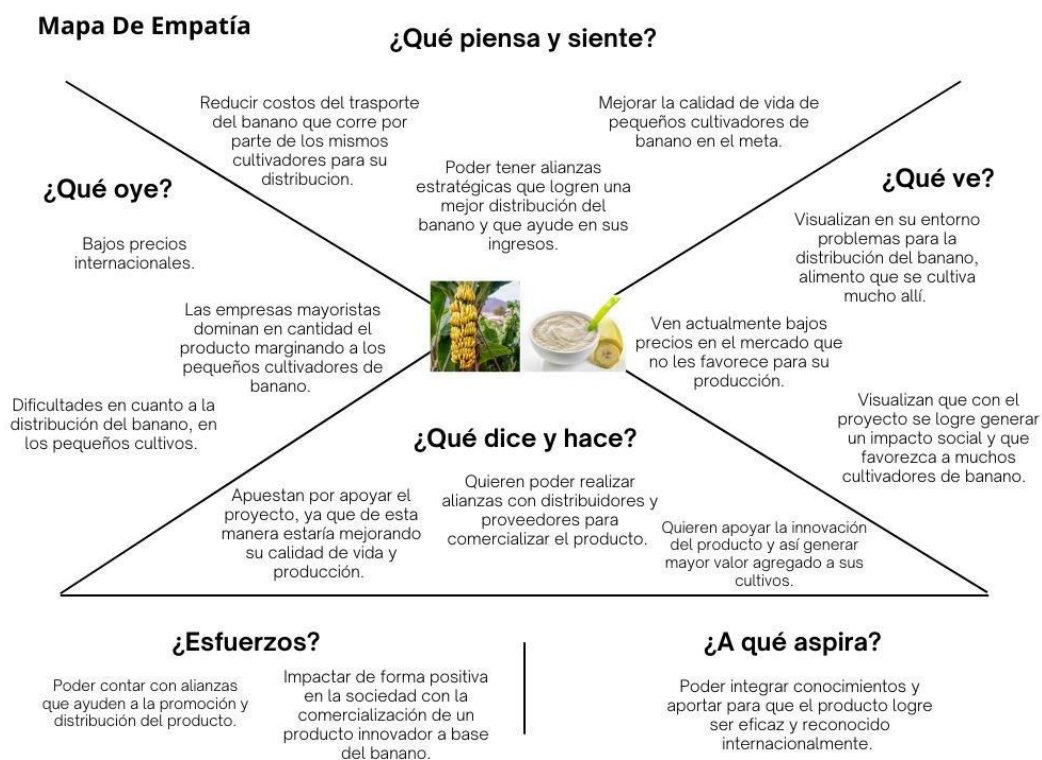 Mapa De Empatía
¿Qué piensa y siente?
Reducir costos del trasporte
del banano que corre por
parte de los mismos
cultivadores para su
distribucion.
Poder tener alianzas
estratégicas que logren una
mejor distribución del
banano y que ayude en sus
ingresos.
Mejorar la calidad de vida de
pequeños cultivadores de
banano en el meta.
¿Qué oye?
Bajos precios
internacionales.
Las empresas mayoristas
dominan en cantidad el
producto marginando a los
pequeños cultivadores de
banano.
Dificultades en cuanto a la
distribución del banano, en
los pequeños cultivos.
¿Qué ve?
Visualizan en su entorno
problemas para la
distribución del banano,
alimento que se cultiva
mucho allí.
Ven actualmente bajos
precios en el mercado que
no les favorece para su
producción.
Visualizan que con el
proyecto se logre generar
un impacto social y que
favorezca a muchos
cultivadores de banano.
¿Qué dice y hace?
Apuestan por apoyar el
proyecto, ya que de esta
manera estaría mejorando
su calidad de vida y
producción.
Quieren poder realizar
alianzas con distribuidores y
proveedores para
comercializar el producto.
Quieren apoyar la innovación
del producto y así generar
mayor valor agregado a sus
cultivos.
¿Esfuerzos?
Poder contar con alianzas
que ayuden a la promoción y
distribución del producto.
Impactar de forma positiva
en la sociedad con la
comercialización de un
producto innovador a base
del banano.
¿A qué aspira?
Poder integrar conocimientos y
aportar para que el producto logre
ser eficaz y reconocido
internacionalmente.